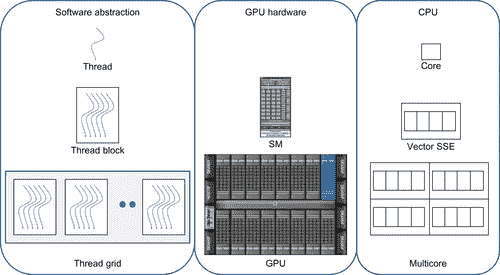 Software abstraction
Thread
Thread block
Thread grid
GPU hardware
SM
GPU
CPU
Core
Vector SSE
Multicore